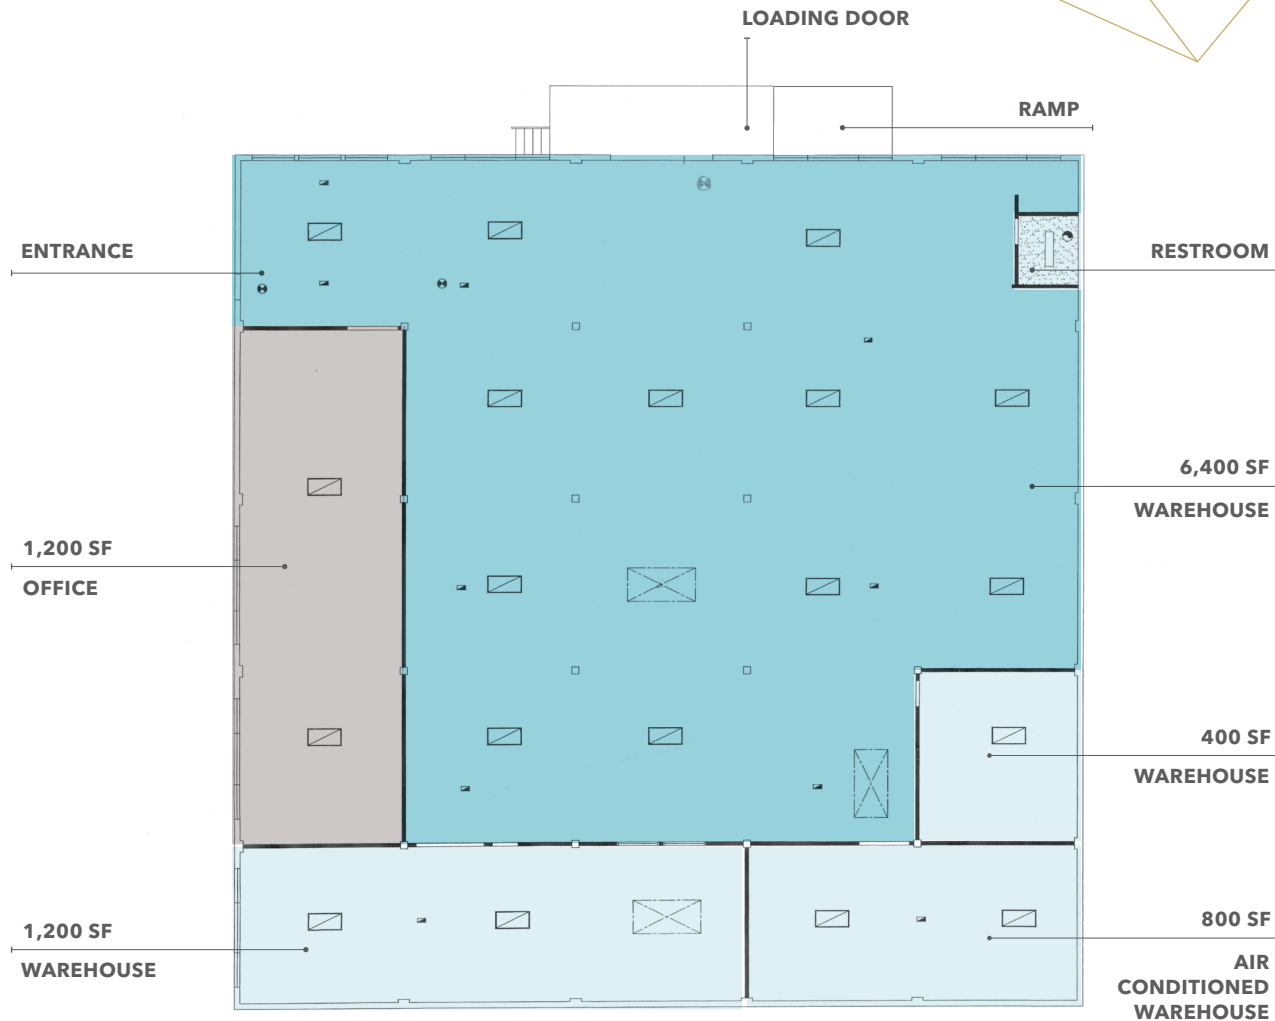 LOADING DOOR
RAMP
ENTRANCE
RESTROOM
6,400 SF
WAREHOUSE
1,200 SF
OFFICE
400 SF
WAREHOUSE
1,200 SF
WAREHOUSE
800 SF
AIR
CONDITIONED
WAREHOUSE